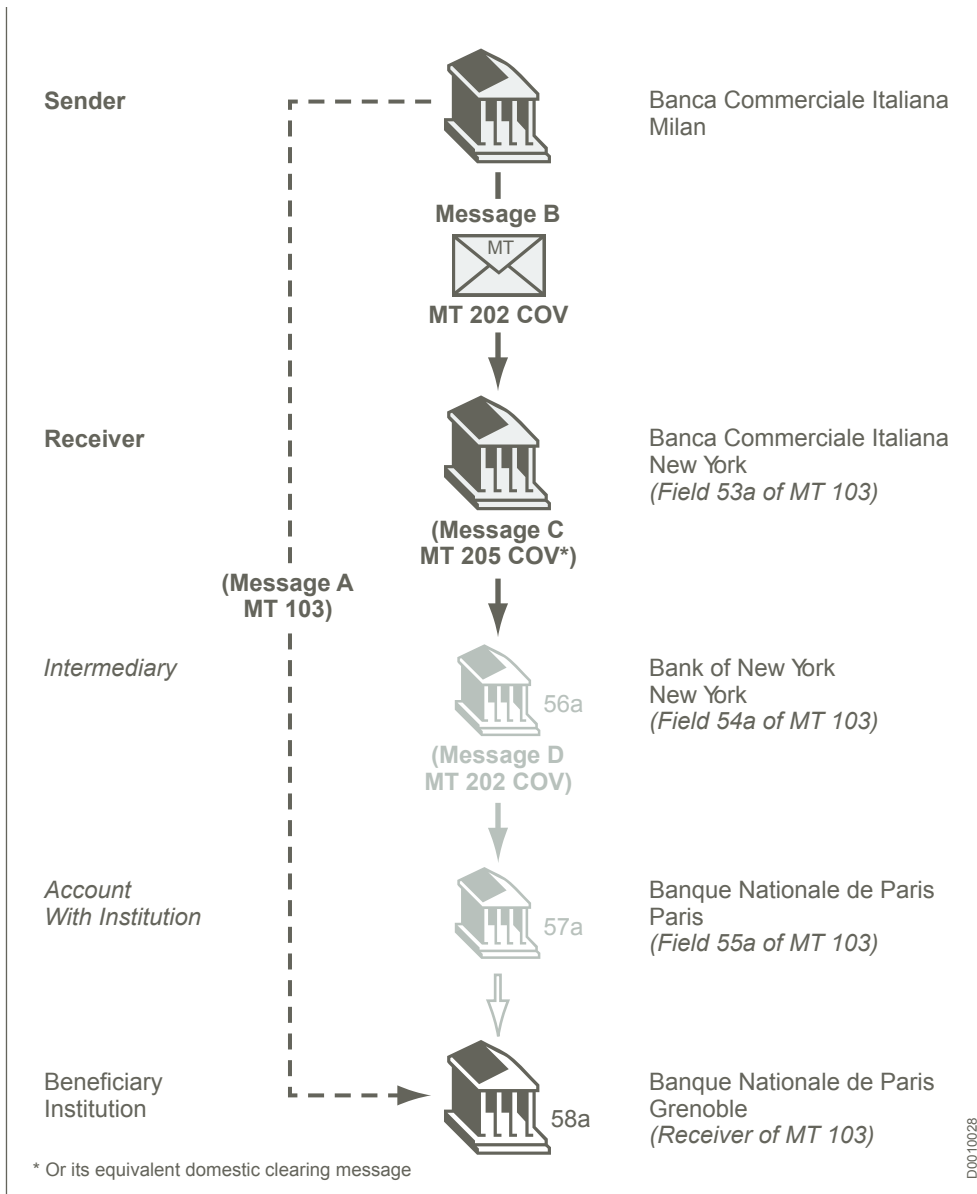 Sender
Banca Commerciale Italiana
Milan
Message B
MT
MT 202 COV
Receiver
Banca Commerciale Italiana
New York
(Field 53a of MT 103)
(Message C
MT 205 COV*)
(Message A
MT 103)
Intermediary
56a
Bank of New York
New York
(Field 54a of MT 103)
(Message D
MT 202 COV)
Account
With Institution
57a
Banque Nationale de Paris
Paris
(Field 55a of MT 103)
Beneficiary
Institution
58a
Banque Nationale de Paris
Grenoble
(Receiver of MT 103)
* Or its equivalent domestic clearing message
D0010028